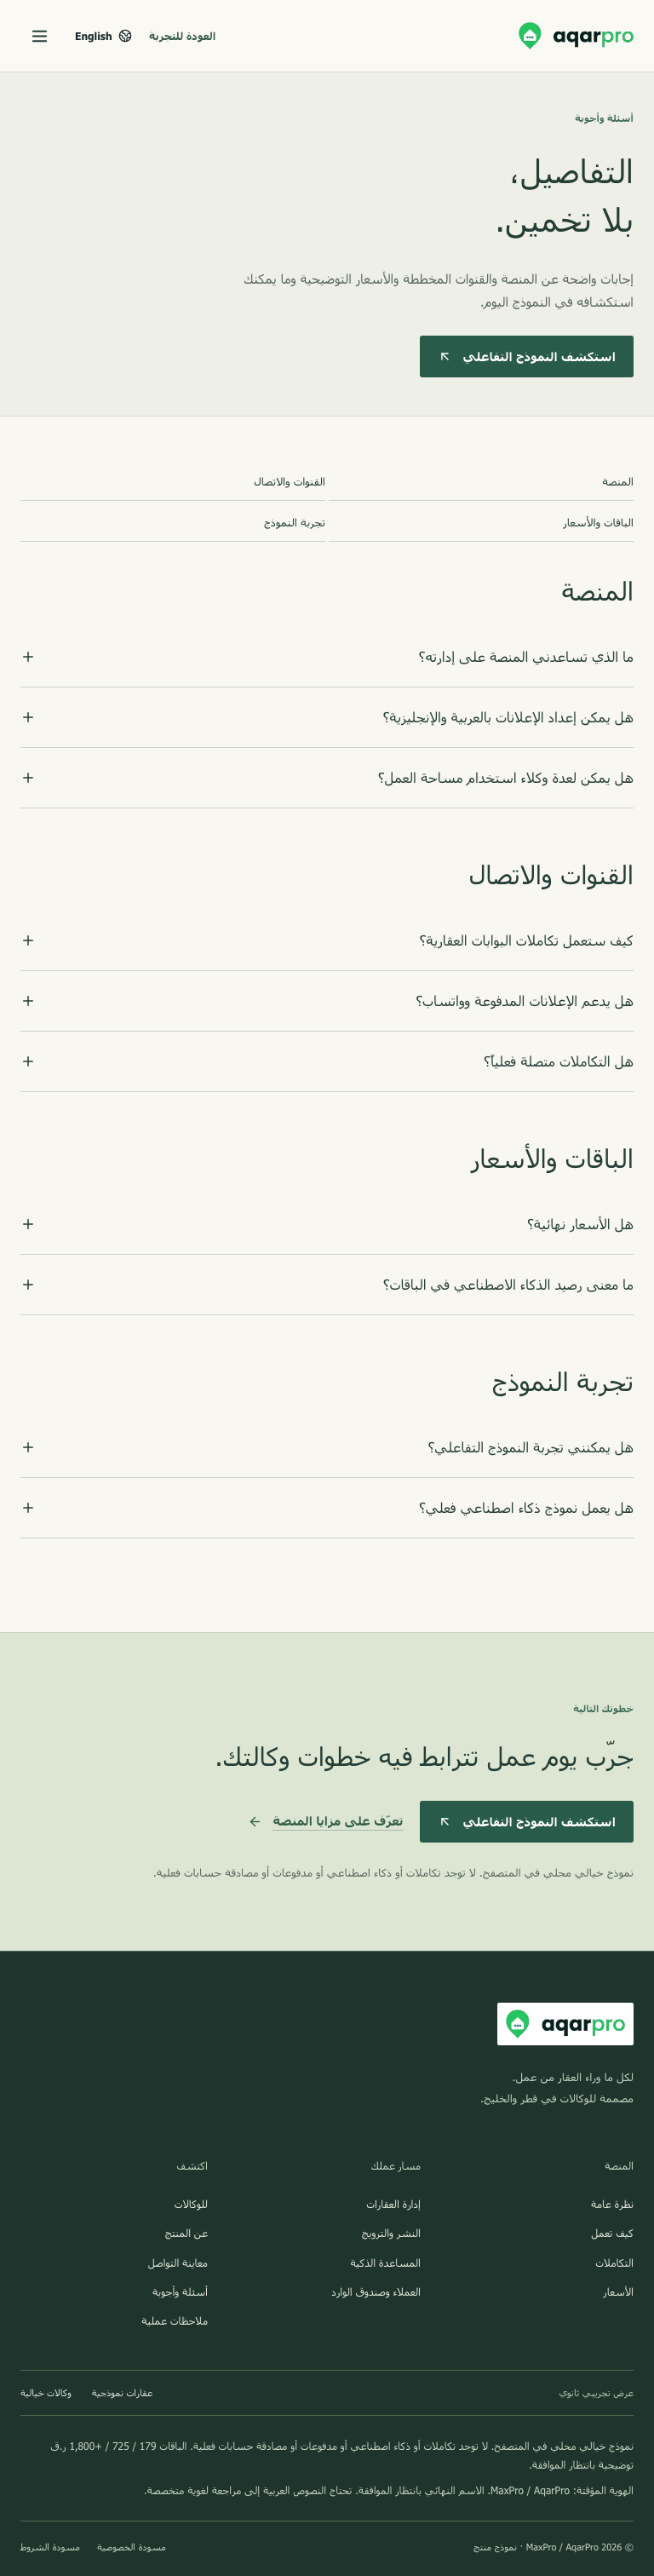 aqarpro
العودة للتجربة
English
أسئلة وأجوبة
التفاصيل،
بلا تخمين.
إجابات واضحة عن المنصة والقنوات المخططة والأسعار التوضيحية وما يمكنك
استكشافه في النموذج اليوم.
استكشف النموذج التفاعلي
المنصة
القنوات والاتصال
الباقات والأسعار
تجربة النموذج
المنصة
ما الذي تساعدني المنصة على إدارته؟
هل يمكن إعداد الإعلانات بالعربية والإنجليزية؟
هل يمكن لعدة وكلاء استخدام مساحة العمل؟
القنوات والاتصال
كيف ستعمل تكاملات البوابات العقارية؟
هل يدعم الإعلانات المدفوعة وواتساب؟
هل التكاملات متصلة فعلياً؟
الباقات والأسعار
هل الأسعار نهائية؟
ما معنى رصيد الذكاء الاصطناعي في الباقات؟
تجربة النموذج
هل يمكنني تجربة النموذج التفاعلي؟
هل يعمل نموذج ذكاء اصطناعي فعلي؟
خطوتك التالية
جرّب يوم عمل تترابط فيه خطوات وكالتك.
استكشف النموذج التفاعلي
تعرّف على مزايا المنصة
نموذج خيالي محلي في المتصفح. لا توجد تكاملات أو ذكاء اصطناعي أو مدفوعات أو مصادقة حسابات فعلية.
aqarpro
لكل ما وراء العقار من عمل.
مصممة للوكالات في قطر والخليج.
المنصة
نظرة عامة
كيف تعمل
التكاملات
الأسعار
مسار عملك
إدارة العقارات
النشر والترويج
المساعدة الذكية
العملاء وصندوق الوارد
اكتشف
للوكالات
عن المنتج
معاينة التواصل
أسئلة وأجوبة
ملاحظات عملية
عرض تجريبي ثانوي
عقارات نموذجية
وكالات خيالية
نموذج خيالي محلي في المتصفح. لا توجد تكاملات أو ذكاء اصطناعي أو مدفوعات أو مصادقة حسابات فعلية. الباقات 179 / 725 / +1,800 ر.ق
توضيحية بانتظار الموافقة.
الهوية المؤقتة: MaxPro / AqarPro. الاسم النهائي بانتظار الموافقة. تحتاج النصوص العربية إلى مراجعة لغوية متخصصة.
© 2026 MaxPro / AqarPro · نموذج منتج
مسودة الخصوصية
مسودة الشروط